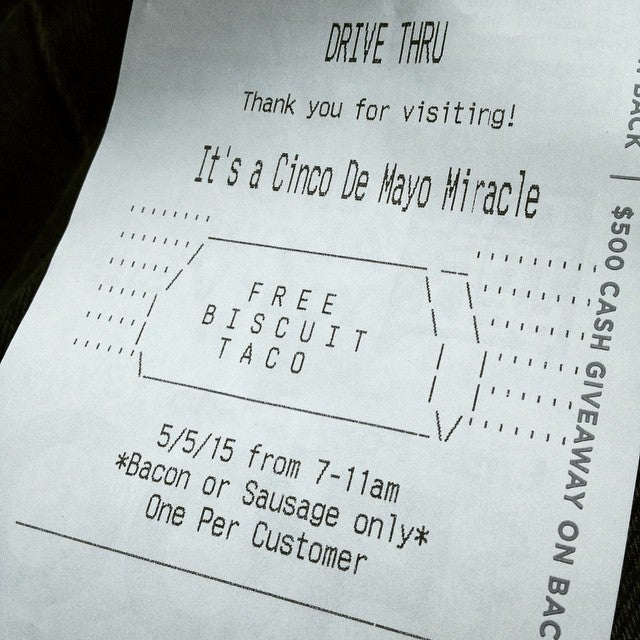 DRIVE THRU
Thank you for visiting!
It's a Cinco De Mayo Miracle
FREE
BISCUIT
TACO
5/5/15 from 7-11am
*Bacon or Sausage only*
One Per Customer
BACK | $500 CASH GIVEAWAY ON BAC